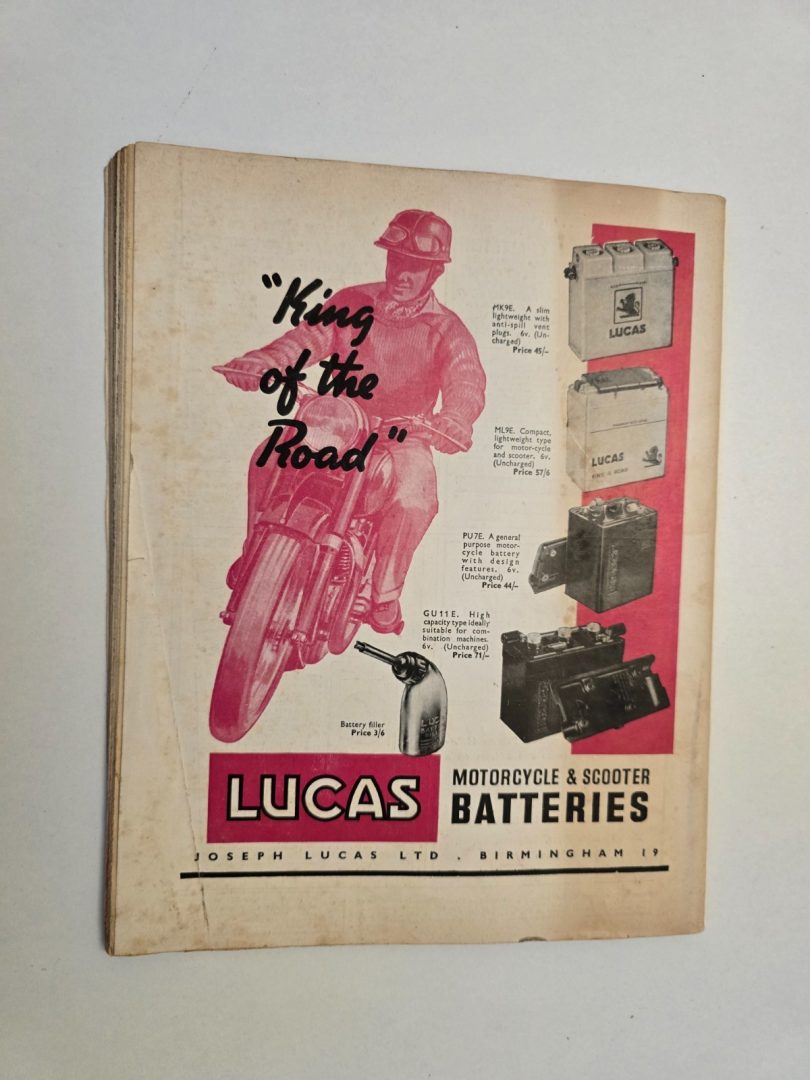 "King
of the
Road"
MK9E. A slim
lightweight with
anti-spill vent
plugs. 6v. (Un-
charged)
Price 45/-
LUCAS
ML9E. Compact,
lightweight type
for motor-cycle
and scooter. 6v.
(Uncharged)
Price 57/6
LUCAS
KING OF THE ROAD
PU7E. A general
purpose motor-
cycle battery
with design
features. 6v.
(Uncharged)
Price 44/-
GU11E. High
capacity type ideally
suitable for com-
bination machines.
6v. (Uncharged)
Price 71/-
Battery filler
Price 3/6
LUCAS
MOTORCYCLE & SCOOTER
BATTERIES
JOSEPH LUCAS LTD . BIRMINGHAM 19